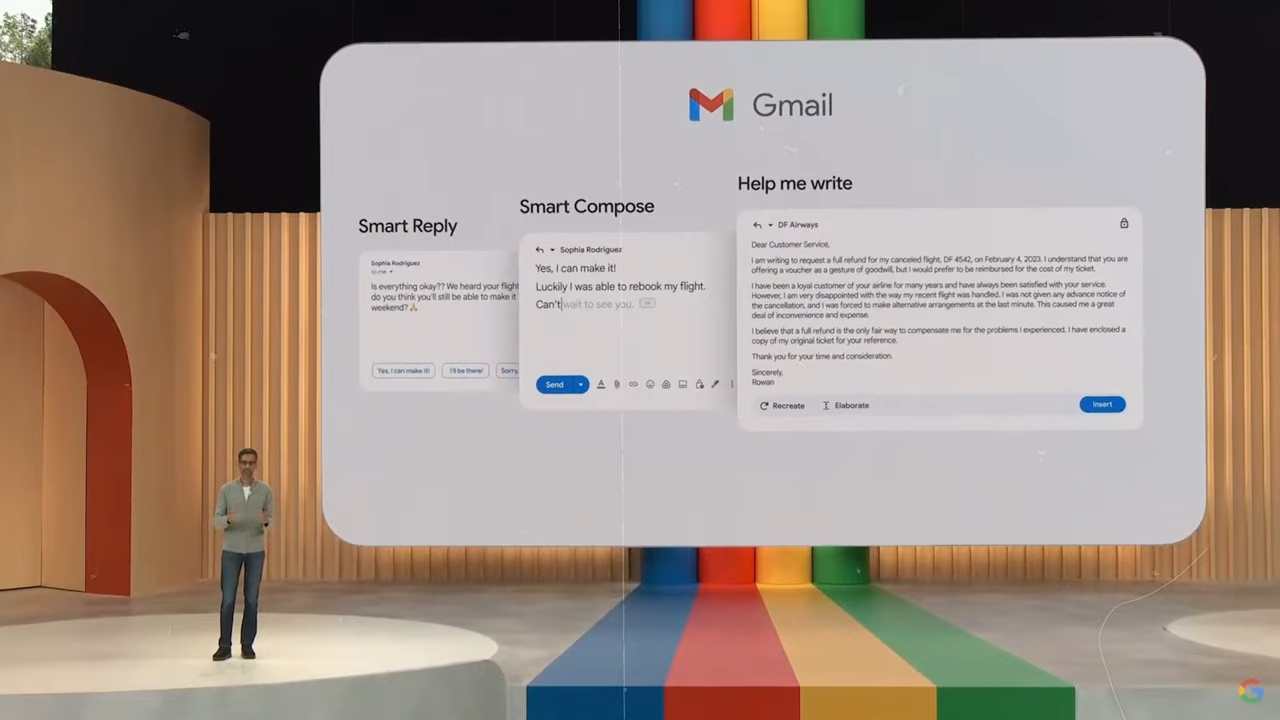 Gmail
Smart Reply
Sophia Rodriguez
to me
Is everything okay?? We heard your flight
do you think you'll still be able to make it
weekend?🙏
Yes, I can make it!
I'll be there!
Sorry,
Smart Compose
Sophia Rodriguez
Yes, I can make it!
Luckily I was able to rebook my flight.
Can't wait to see you.
Send
Help me write
DF Airways
Dear Customer Service,
I am writing to request a full refund for my canceled flight, DF 4542, on February 4, 2023. I understand that you are
offering a voucher as a gesture of goodwill, but I would prefer to be reimbursed for the cost of my ticket.
I have been a loyal customer of your airline for many years and have always been satisfied with your service.
However, I am very disappointed with the way my recent flight was handled. I was not given any advance notice of
the cancellation, and I was forced to make alternative arrangements at the last minute. This caused me a great
deal of inconvenience and expense.
I believe that a full refund is the only fair way to compensate me for the problems I experienced. I have enclosed a
copy of my original ticket for your reference.
Thank you for your time and consideration.
Sincerely,
Rowan
Recreate
Elaborate
Insert